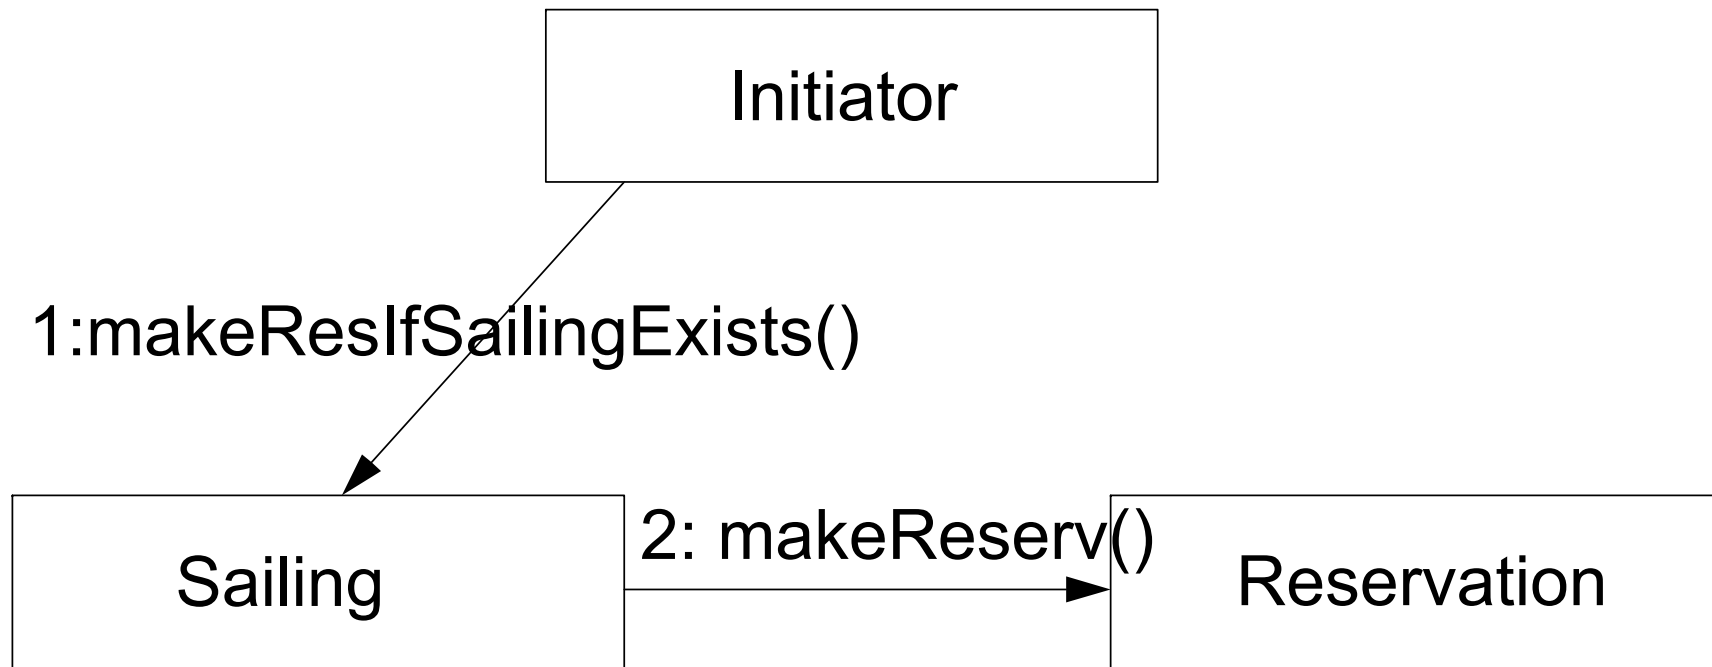 Initiator
1:makeResIfSailingExists()
2: makeReserv()
Sailing
Reservation